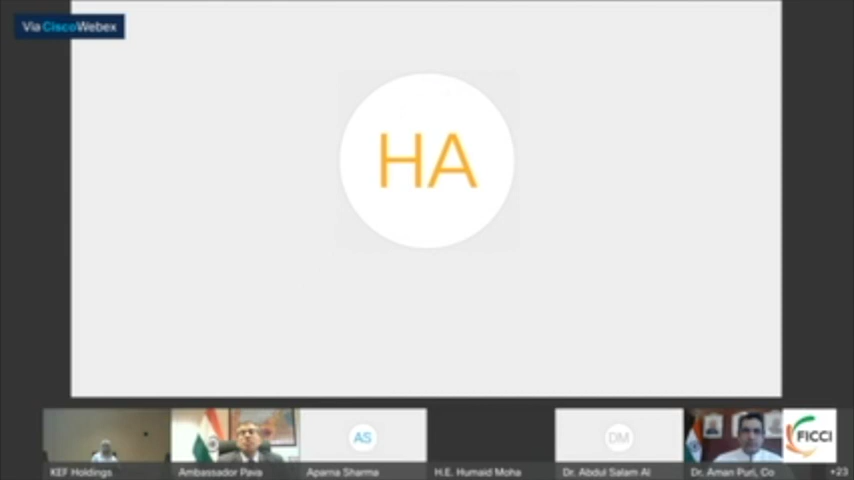 Via CiscoWebex
HA
AS
DM
FICCI
KEF Holdings
Ambassador Pava
Aparna Sharma
H.E. Humaid Moha
Dr. Abdul Salam Al
Dr. Aman Puri, Co
+23